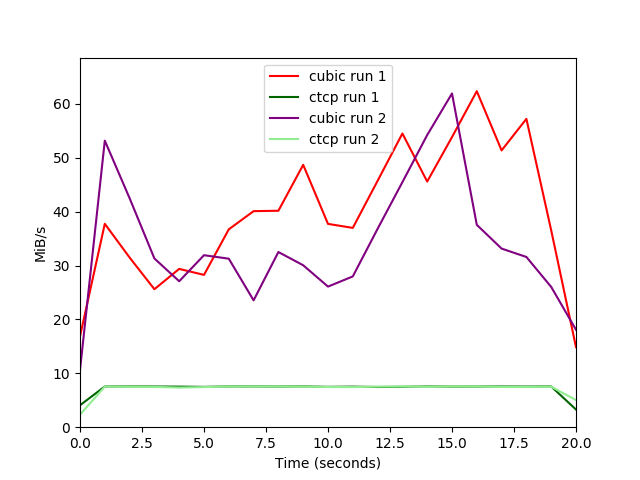 cubic run 1
ctcp run 1
cubic run 2
ctcp run 2
MiB/s
60
50
40
30
20
10
0
0.0 2.5 5.0 7.5 10.0 12.5 15.0 17.5 20.0
Time (seconds)